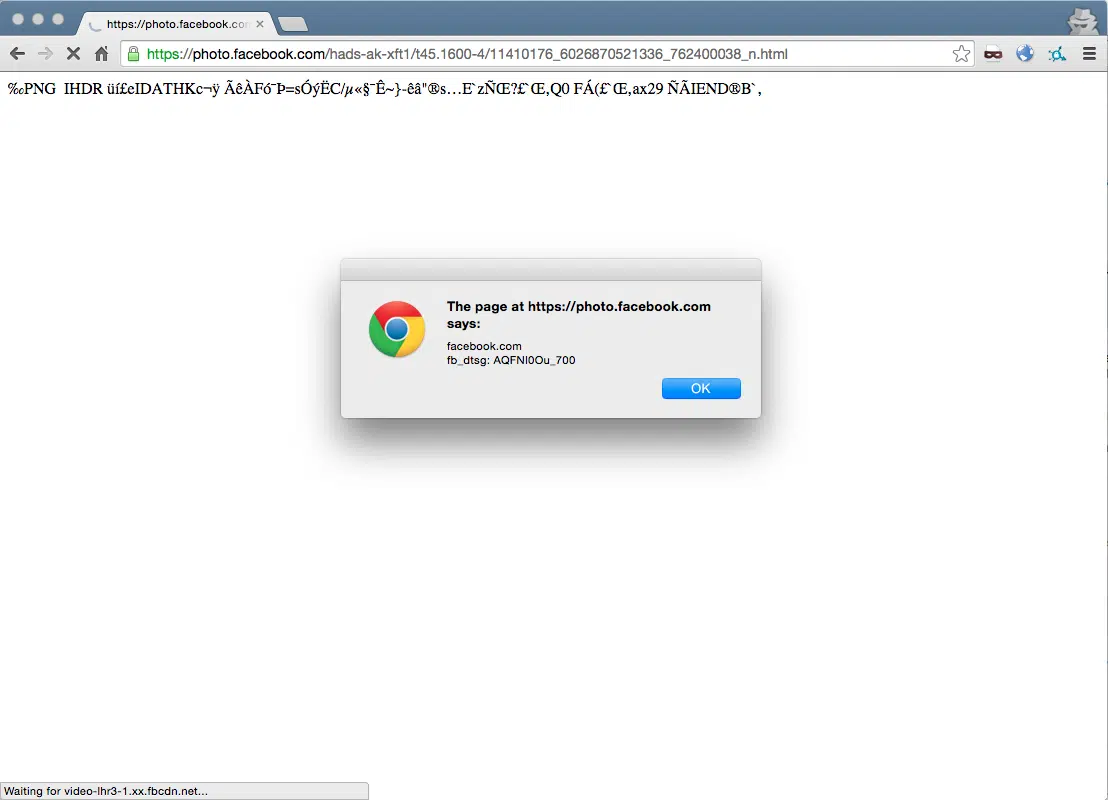 https://photo.facebook.co
https://photo.facebook.com/hads-ak-xft1/t45.1600-4/11410176_6026870521336_762400038_n.html
‰PNG IHDR üí£eIDATHKc¬ÿ ÃêÀFó¨Þ=sÓýËC/µ«§¨Ê~}-êâ"®s…E`zÑŒ?£`Œ‚Q0 FÁ(£`Œ‚ax29 ÑÃIEND®B`‚
The page at https://photo.facebook.com
says:
facebook.com
fb_dtsg: AQFNI0Ou_700
OK
Waiting for video-lhr3-1.xx.fbcdn.net...